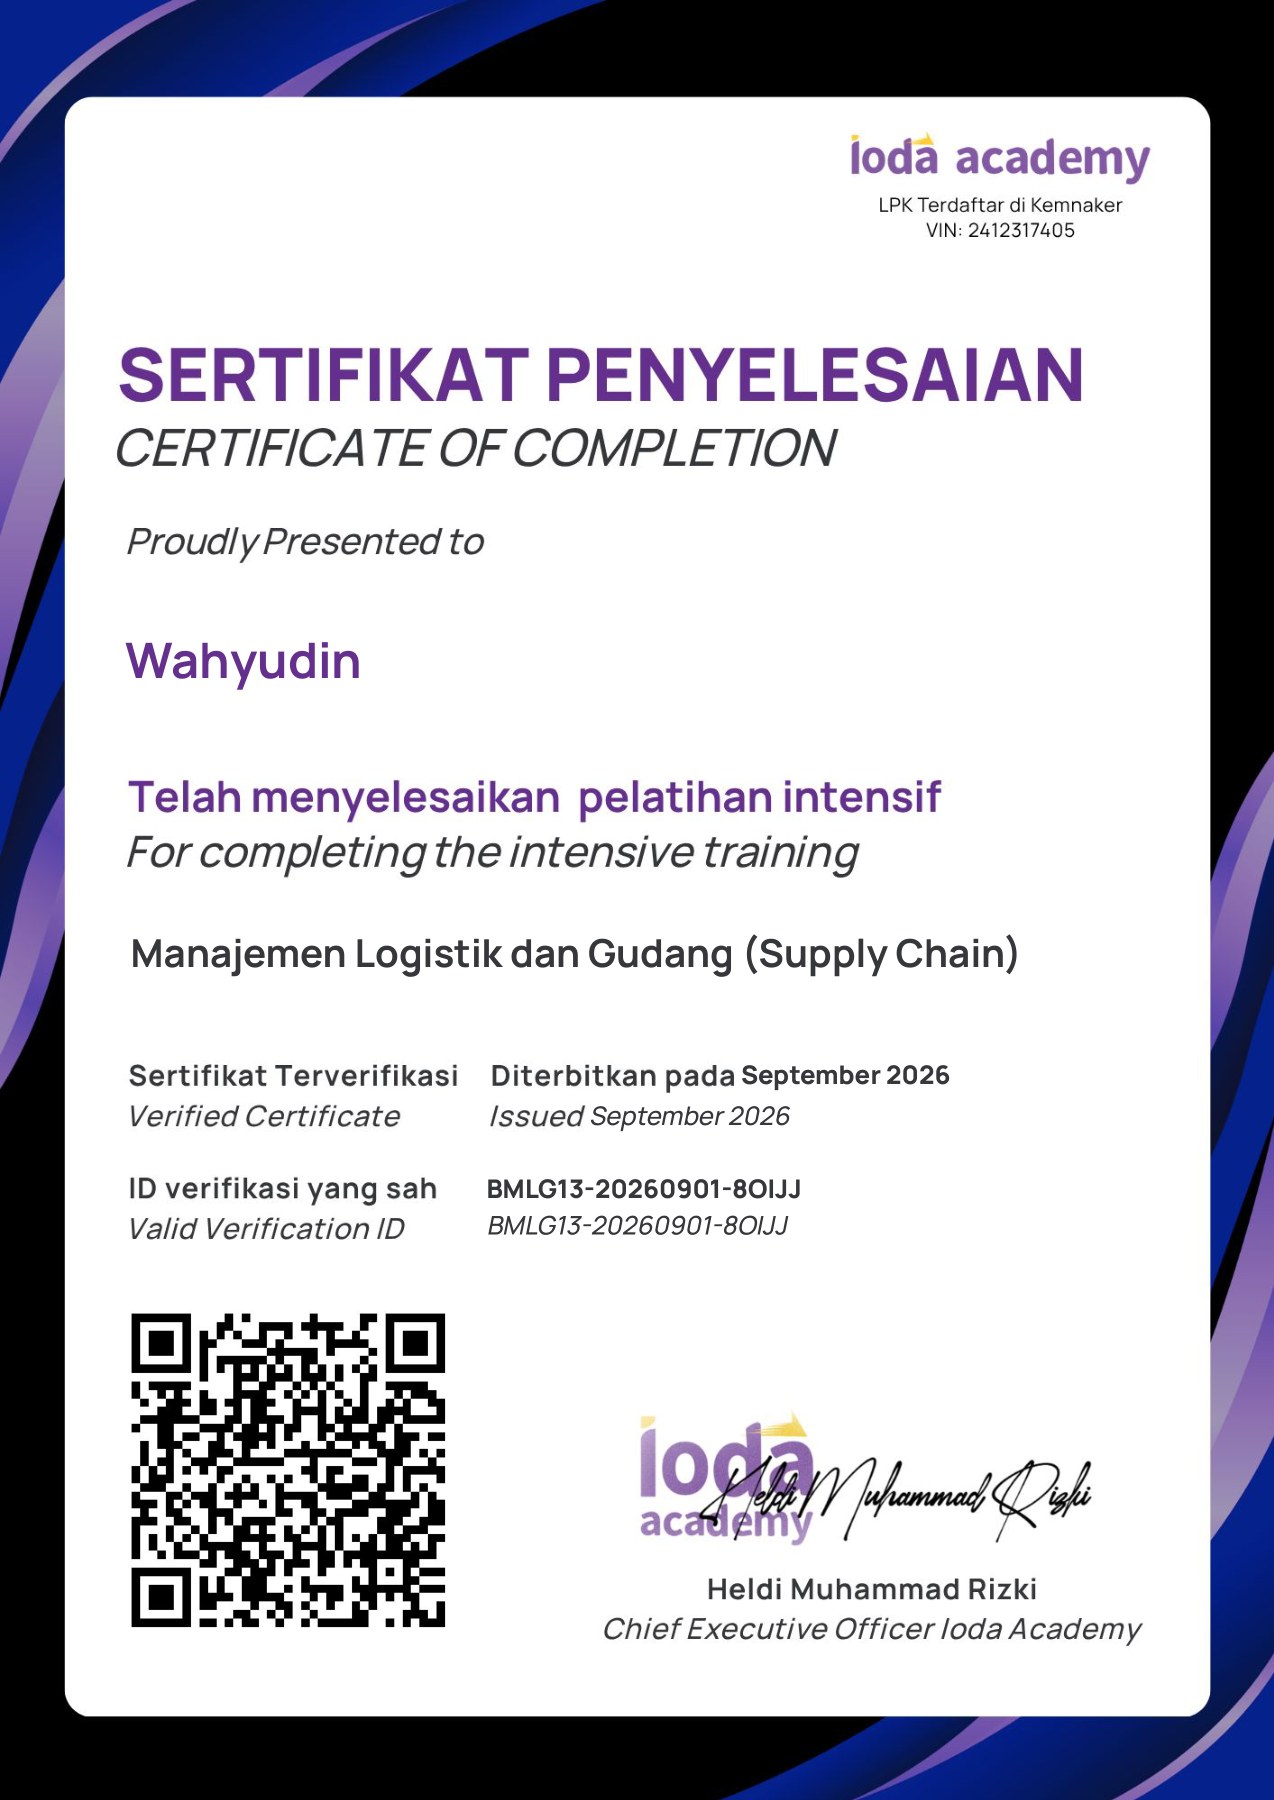 ioda academy
LPK Terdaftar di Kemnaker
VIN: 2412317405
SERTIFIKAT PENYELESAIAN
CERTIFICATE OF COMPLETION
Proudly Presented to
Wahyudin
Telah menyelesaikan pelatihan intensif
For completing the intensive training
Manajemen Logistik dan Gudang (Supply Chain)
Sertifikat Terverifikasi Diterbitkan pada September 2026
Verified Certificate Issued September 2026
ID verifikasi yang sah BMLG13-20260901-8OIJJ
Valid Verification ID BMLG13-20260901-8OIJJ
ioda
academy
Heldi Muhammad Rizki
Heldi Muhammad Rizki
Chief Executive Officer Ioda Academy